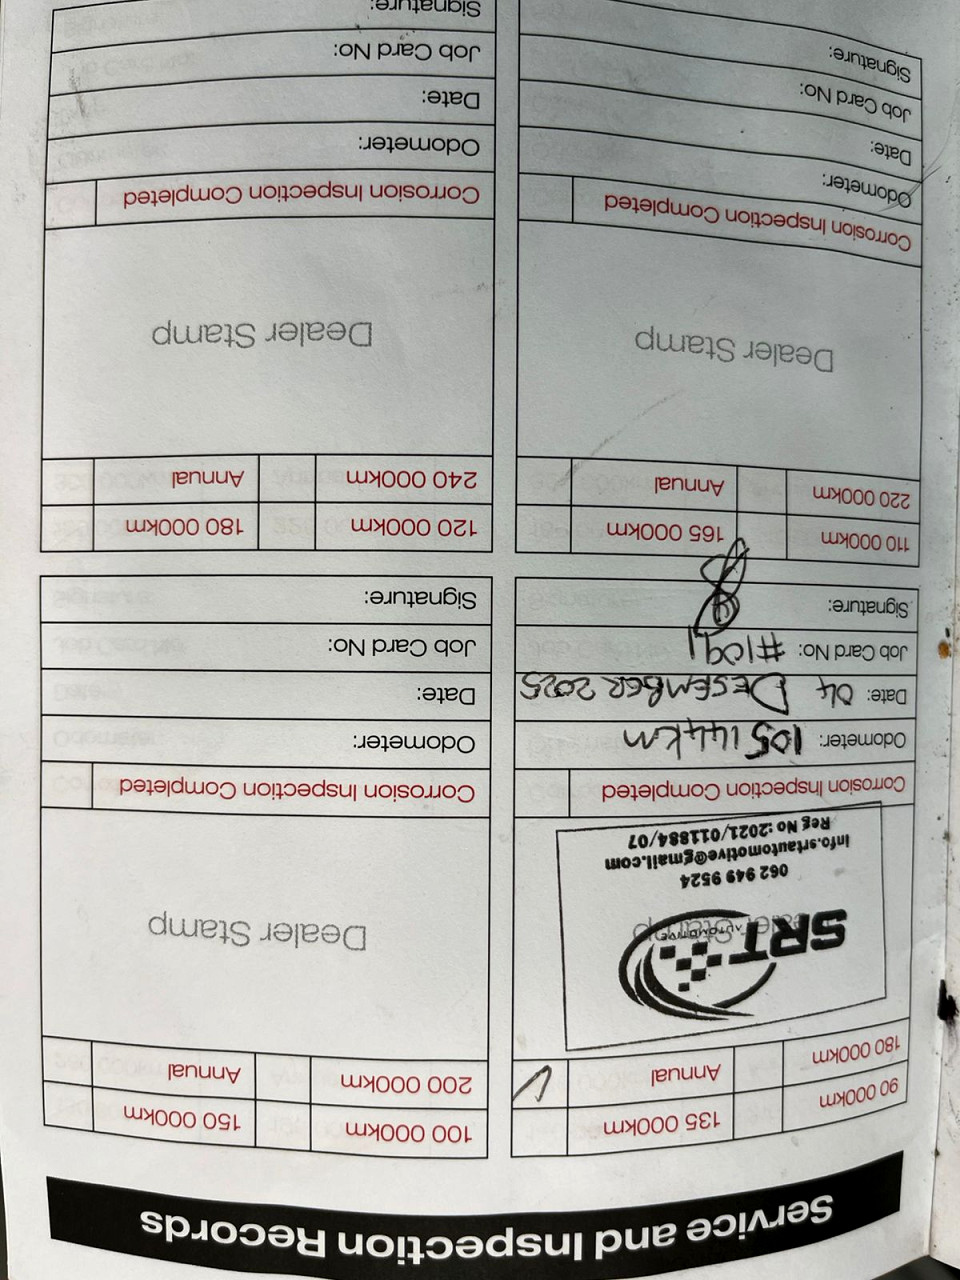 Service and Inspection Records
90 000km 135 000km
180 000km Annual ✓
Dealer Stamp
SRT
AUTOMOTIVE
062 949 9524
info.srtautomotive@gmail.com
Reg No :2021/011884/07
Corrosion Inspection Completed
Odometer: 105 144km
Date: 04 DESEMBER 2025
Job Card No: #1091
Signature:
100 000km 150 000km
200 000km Annual
Dealer Stamp
Corrosion Inspection Completed
Odometer:
Date:
Job Card No:
Signature:
110 000km 165 000km
220 000km Annual
Dealer Stamp
Corrosion Inspection Completed
Odometer:
Date:
Job Card No:
Signature:
120 000km 180 000km
240 000km Annual
Dealer Stamp
Corrosion Inspection Completed
Odometer:
Date:
Job Card No:
Signature: